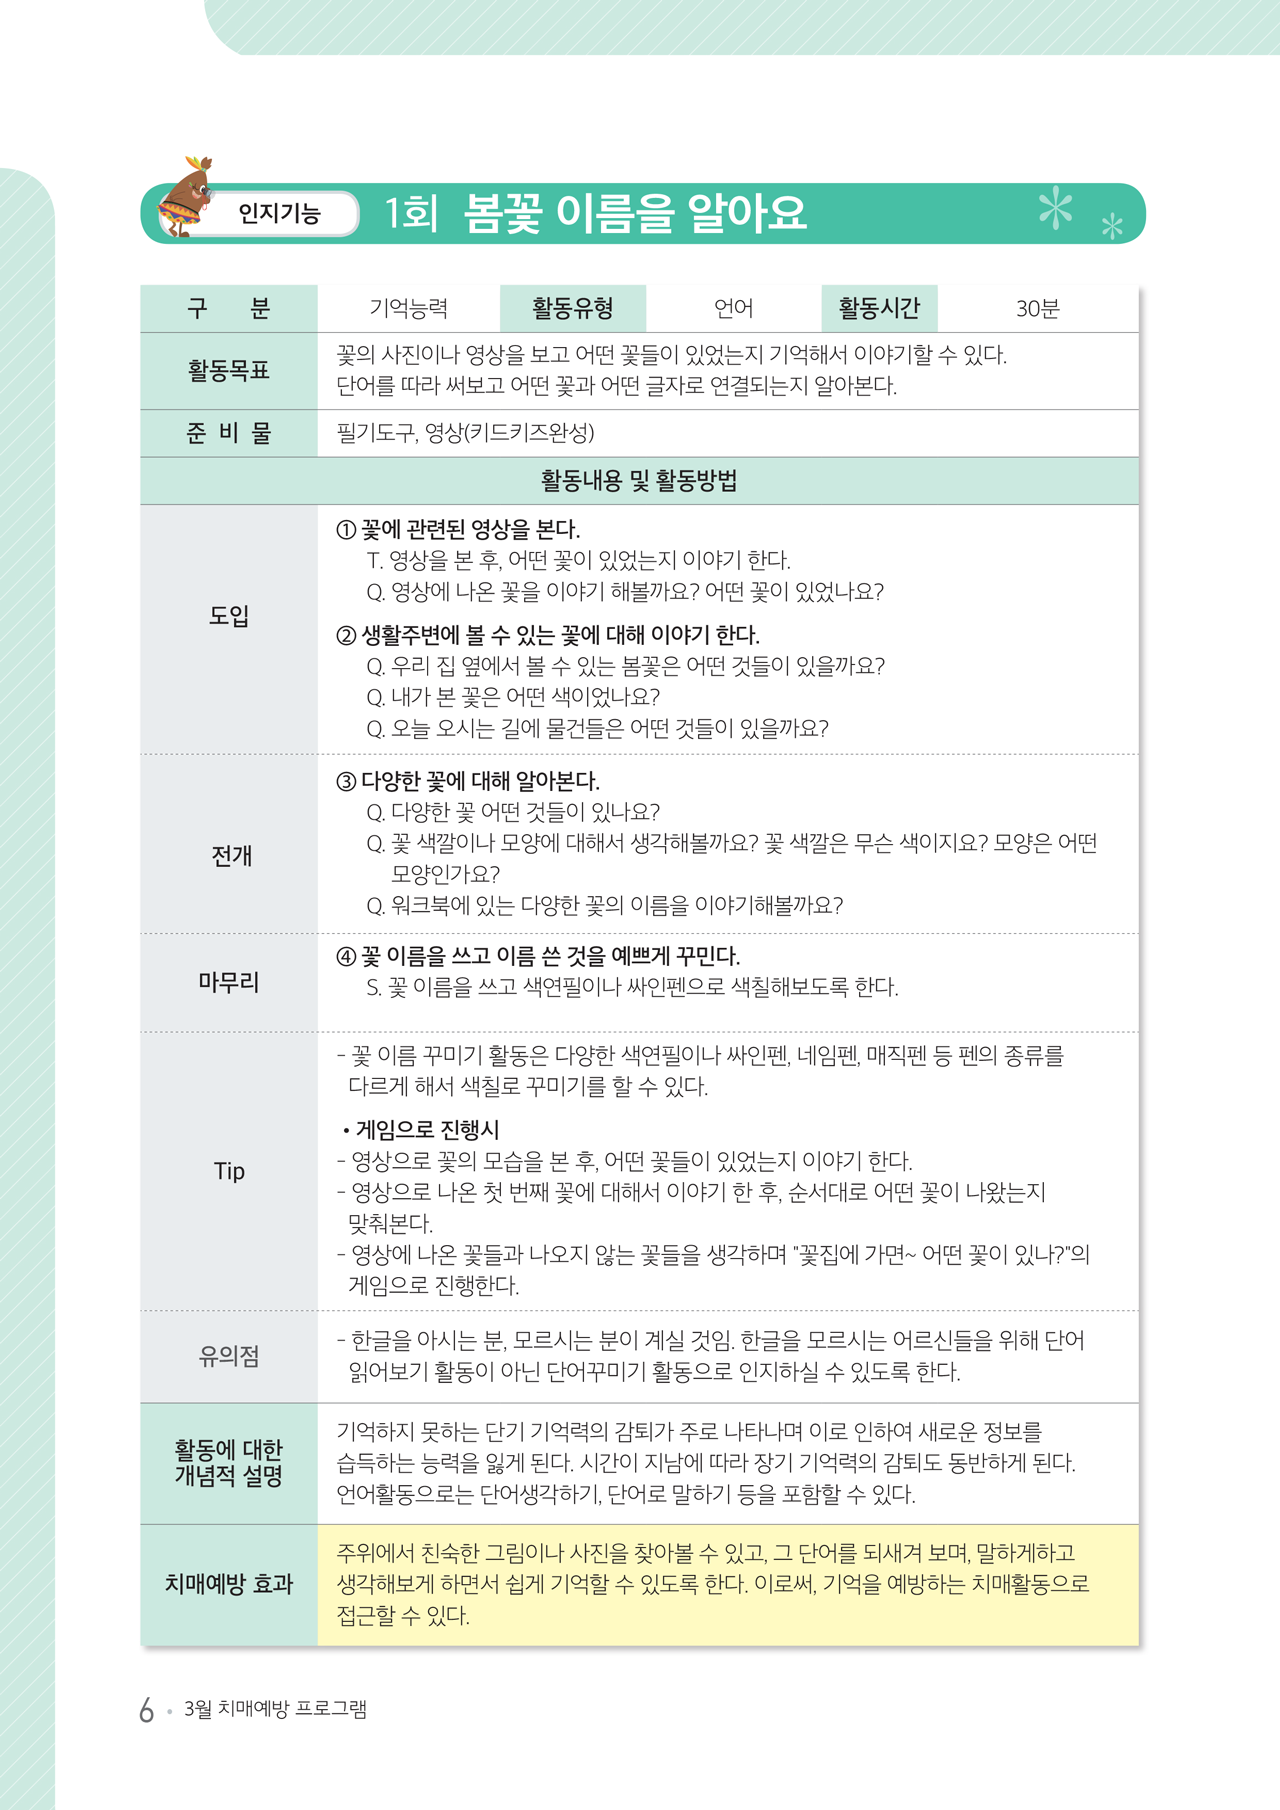 인지기능 1회 봄꽃 이름을 알아요
구 분 기억능력 활동유형 언어 활동시간 30분
활동목표
꽃의 사진이나 영상을 보고 어떤 꽃들이 있었는지 기억해서 이야기할 수 있다.
단어를 따라 써보고 어떤 꽃과 어떤 글자로 연결되는지 알아본다.
준 비 물 필기도구, 영상(키드키즈완성)
활동내용 및 활동방법
도입
① 꽃에 관련된 영상을 본다.
T. 영상을 본 후, 어떤 꽃이 있었는지 이야기 한다.
Q. 영상에 나온 꽃을 이야기 해볼까요? 어떤 꽃이 있었나요?
② 생활주변에 볼 수 있는 꽃에 대해 이야기 한다.
Q. 우리 집 옆에서 볼 수 있는 봄꽃은 어떤 것들이 있을까요?
Q. 내가 본 꽃은 어떤 색이었나요?
Q. 오늘 오시는 길에 물건들은 어떤 것들이 있을까요?
전개
③ 다양한 꽃에 대해 알아본다.
Q. 다양한 꽃 어떤 것들이 있나요?
Q. 꽃 색깔이나 모양에 대해서 생각해볼까요? 꽃 색깔은 무슨 색이지요? 모양은 어떤
모양인가요?
Q. 워크북에 있는 다양한 꽃의 이름을 이야기해볼까요?
마무리
④ 꽃 이름을 쓰고 이름 쓴 것을 예쁘게 꾸민다.
S. 꽃 이름을 쓰고 색연필이나 싸인펜으로 색칠해보도록 한다.
Tip
- 꽃 이름 꾸미기 활동은 다양한 색연필이나 싸인펜, 네임펜, 매직펜 등 펜의 종류를
다르게 해서 색칠로 꾸미기를 할 수 있다.
• 게임으로 진행시
- 영상으로 꽃의 모습을 본 후, 어떤 꽃들이 있었는지 이야기 한다.
- 영상으로 나온 첫 번째 꽃에 대해서 이야기 한 후, 순서대로 어떤 꽃이 나왔는지
맞춰본다.
- 영상에 나온 꽃들과 나오지 않는 꽃들을 생각하며 "꽃집에 가면~ 어떤 꽃이 있나?"의
게임으로 진행한다.
유의점
- 한글을 아시는 분, 모르시는 분이 계실 것임. 한글을 모르시는 어르신들을 위해 단어
읽어보기 활동이 아닌 단어꾸미기 활동으로 인지하실 수 있도록 한다.
활동에 대한
개념적 설명
기억하지 못하는 단기 기억력의 감퇴가 주로 나타나며 이로 인하여 새로운 정보를
습득하는 능력을 잃게 된다. 시간이 지남에 따라 장기 기억력의 감퇴도 동반하게 된다.
언어활동으로는 단어생각하기, 단어로 말하기 등을 포함할 수 있다.
치매예방 효과
주위에서 친숙한 그림이나 사진을 찾아볼 수 있고, 그 단어를 되새겨 보며, 말하게하고
생각해보게 하면서 쉽게 기억할 수 있도록 한다. 이로써, 기억을 예방하는 치매활동으로
접근할 수 있다.
6 • 3월 치매예방 프로그램